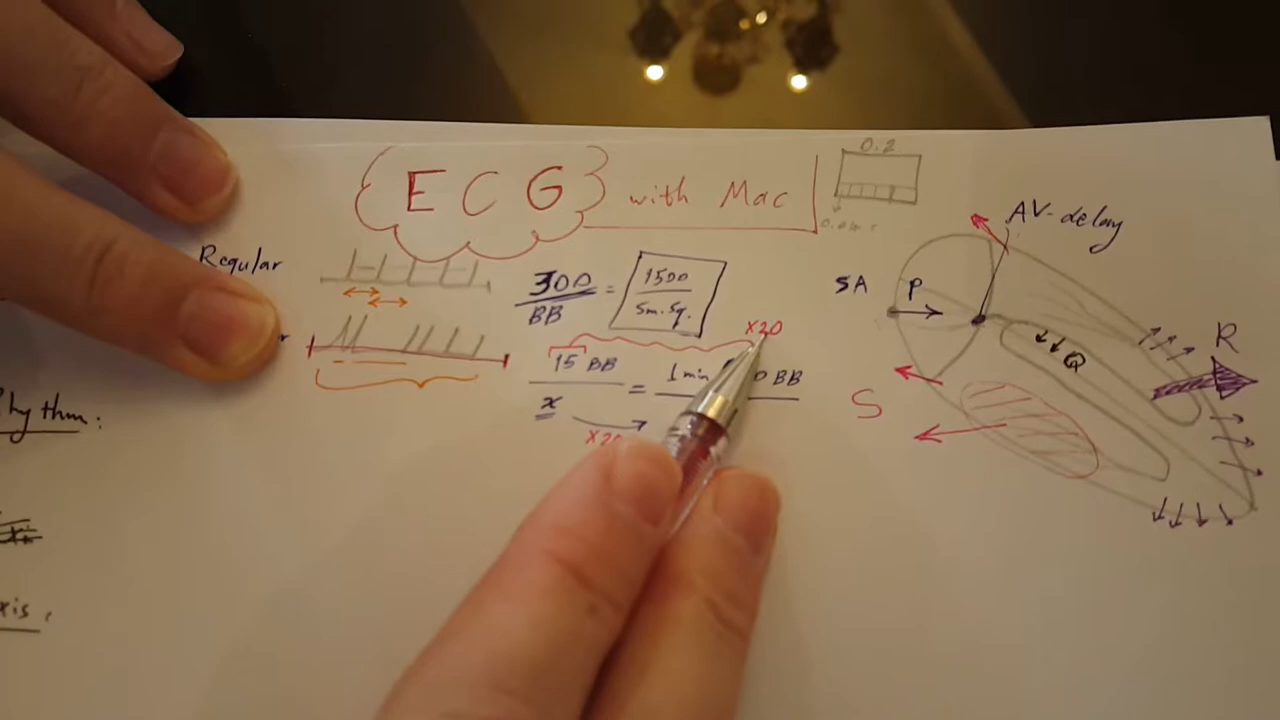 ECG with Mac
0.2
AV-delay
Regular
300
BB
=
1500
Sm.Sq.
SA
P
x20
15 BB
x
=
1 min
BB
Q
R
x20
S